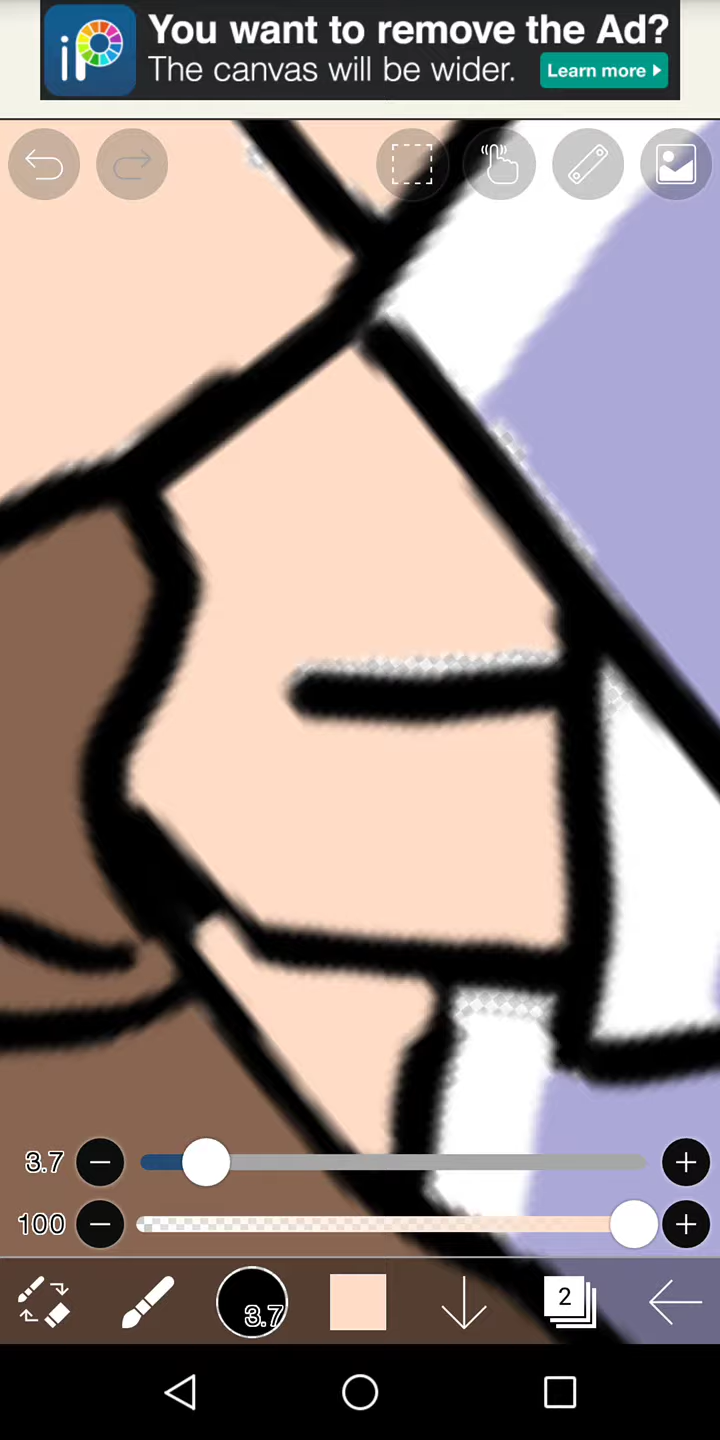 iP
You want to remove the Ad?
The canvas will be wider.
Learn more
3.7
100
3.7
2